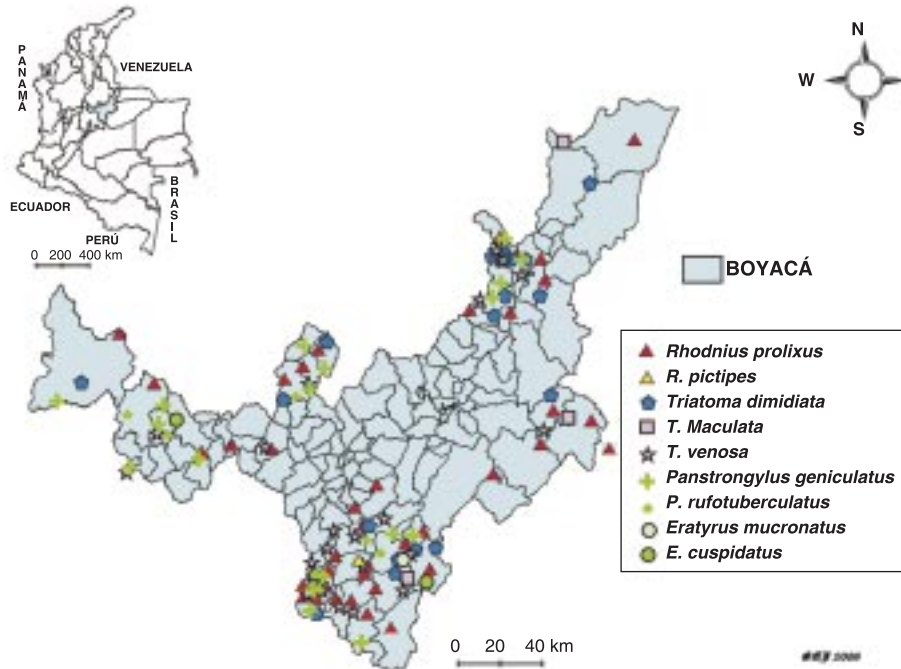 PANAMÁ
VENEZUELA
ECUADOR
BRASIL
PERÚ
0 200 400 km
N
W
S
BOYACÁ
Rhodnius prolixus
R. pictipes
Triatoma dimidiata
T. Maculata
T. venosa
Panstrongylus geniculatus
P. rufotuberculatus
Eratyrus mucronatus
E. cuspidatus
0 20 40 km